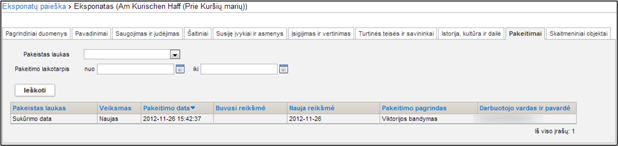 Eksponatų paieška › Eksponatas (Am Kurischen Haff (Prie Kuršių marių))
Pagrindiniai duomenys Pavadinimai Saugojimas ir judėjimas Šaltiniai Susiję įvykiai ir asmenys Įsigijimas ir vertinimas Turtinės teisės ir savininkai Istorija, kultūra ir dailė Pakeitimai Skaitmeniniai objektai
Pakeistas laukas
Pakeitimo laikotarpis nuo iki
Ieškoti
Pakeistas laukas Veiksmas Pakeitimo data▼ Buvusi reikšmė Nauja reikšmė Pakeitimo pagrindas Darbuotojo vardas ir pavardė
Sukūrimo data Naujas 2012-11-26 15:42:37 2012-11-26 Viktorijos bandymas
Iš viso įrašų: 1